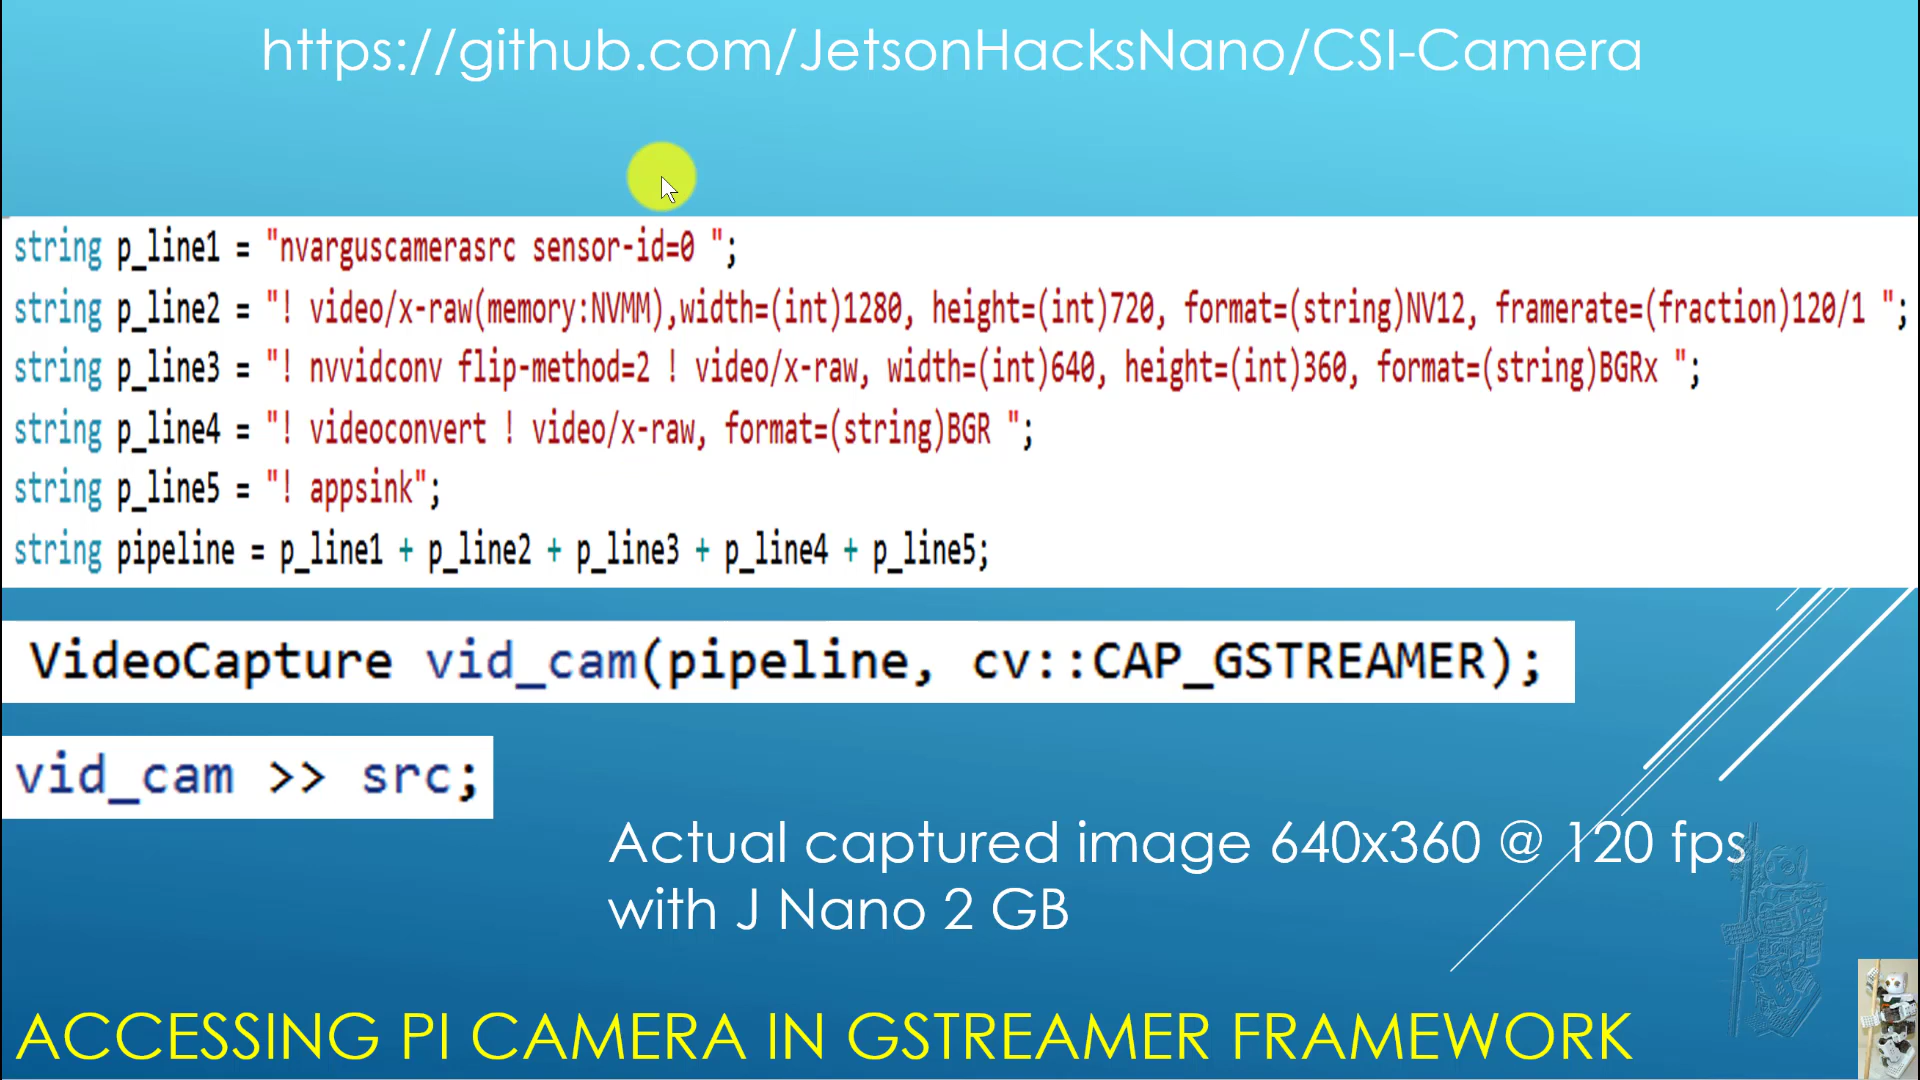 https://github.com/JetsonHacksNano/CSI-Camera
string p_line1 = "nvarguscamerasrc sensor-id=0 ";
string p_line2 = "! video/x-raw(memory:NVMM),width=(int)1280, height=(int)720, format=(string)NV12, framerate=(fraction)120/1 ";
string p_line3 = "! nvvidconv flip-method=2 ! video/x-raw, width=(int)640, height=(int)360, format=(string)BGRx ";
string p_line4 = "! videoconvert ! video/x-raw, format=(string)BGR ";
string p_line5 = "! appsink";
string pipeline = p_line1 + p_line2 + p_line3 + p_line4 + p_line5;
VideoCapture vid_cam(pipeline, cv::CAP_GSTREAMER);
vid_cam >> src;
Actual captured image 640x360 @ 120 fps
with J Nano 2 GB
ACCESSING PI CAMERA IN GSTREAMER FRAMEWORK